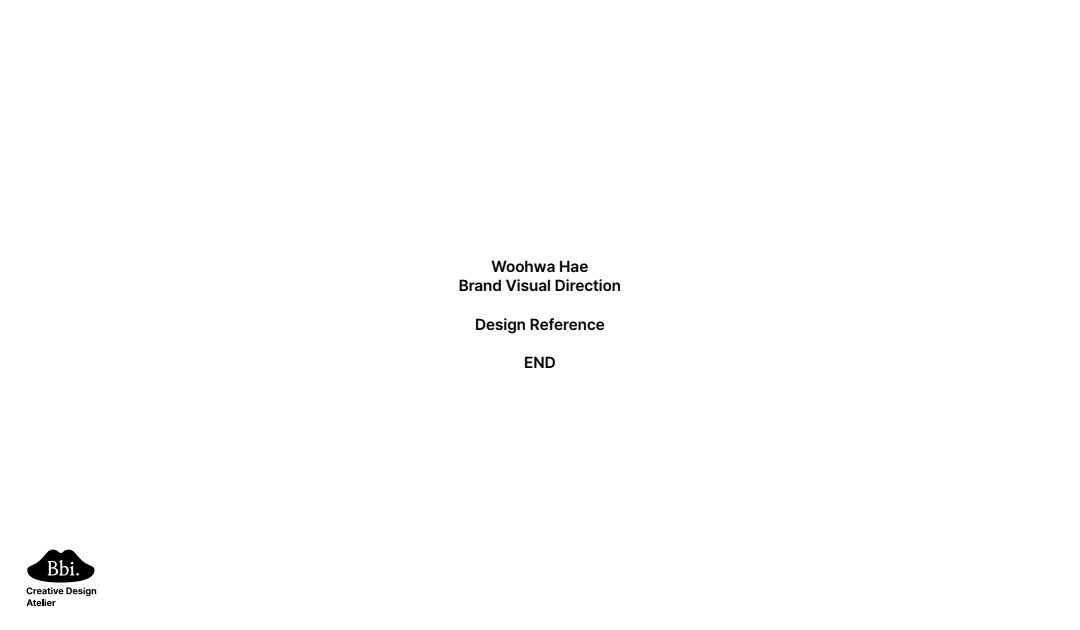 Woohwa Hae
Brand Visual Direction
Design Reference
END
Bbi.
Creative Design
Atelier